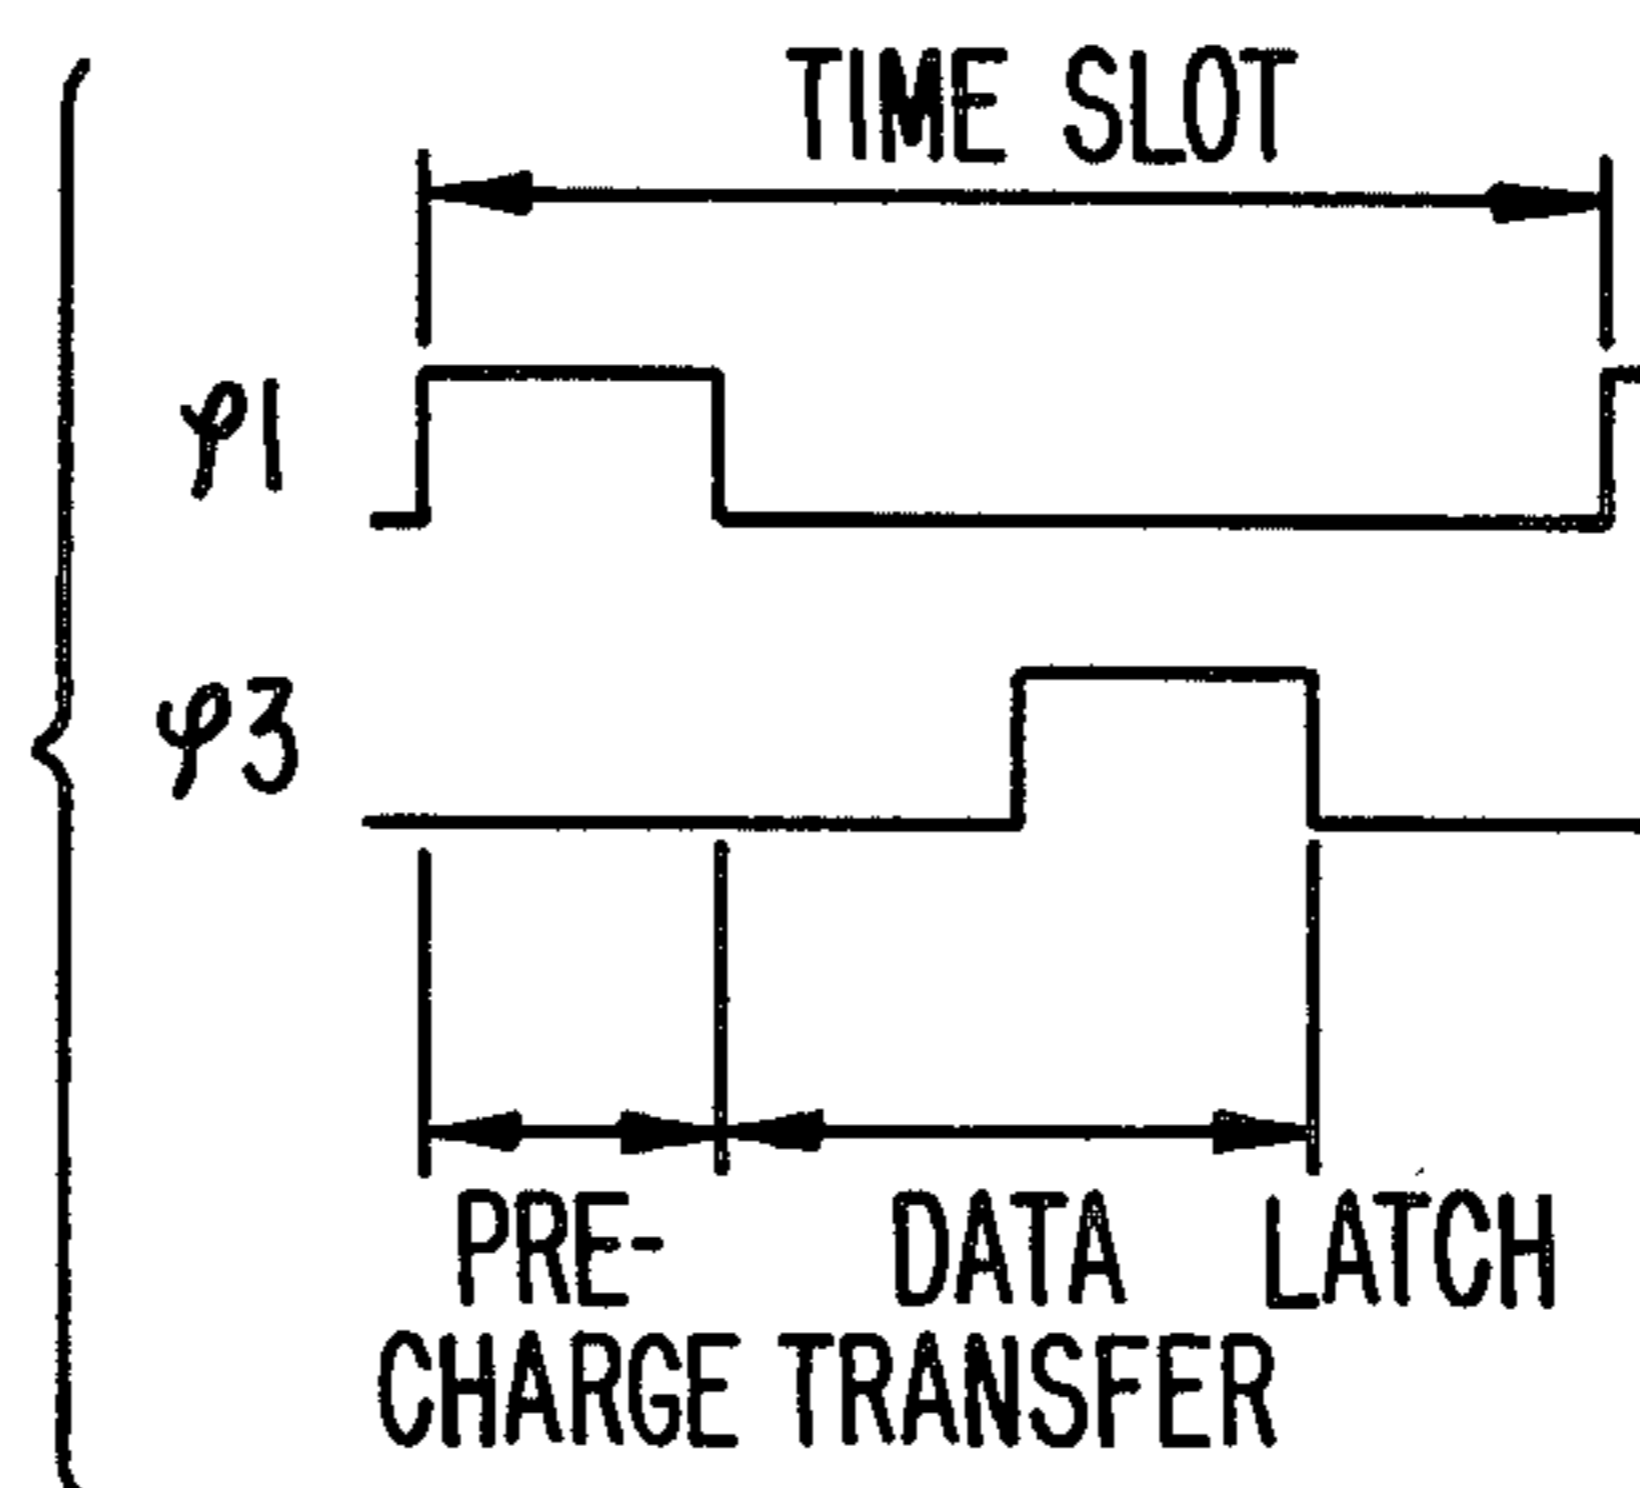 TIME SLOT
φ1
φ3
PRE- DATA LATCH
CHARGE TRANSFER